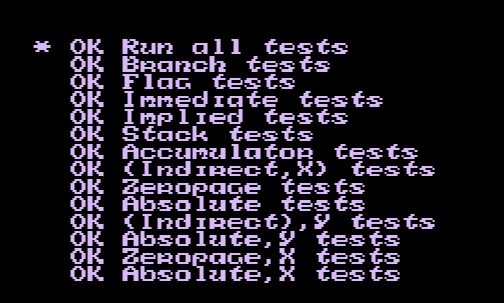 * OK Run all tests
OK Branch tests
OK Flag tests
OK Immediate tests
OK Implied tests
OK Stack tests
OK Accumulator tests
OK (Indirect,X) tests
OK Zeropage tests
OK Absolute tests
OK (Indirect),Y tests
OK Absolute,Y tests
OK Zeropage,X tests
OK Absolute,X tests